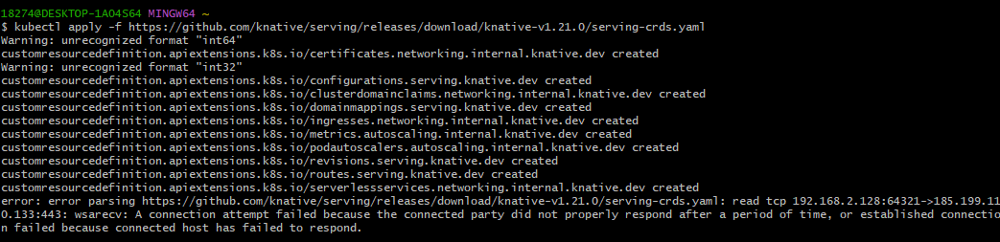 18274@DESKTOP-1AO4S64 MINGW64 ~
$ kubectl apply -f https://github.com/knative/serving/releases/download/knative-v1.21.0/serving-crds.yaml
Warning: unrecognized format "int64"
customresourcedefinition.apiextensions.k8s.io/certificates.networking.internal.knative.dev created
Warning: unrecognized format "int32"
customresourcedefinition.apiextensions.k8s.io/configurations.serving.knative.dev created
customresourcedefinition.apiextensions.k8s.io/clusterdomainclaims.networking.internal.knative.dev created
customresourcedefinition.apiextensions.k8s.io/domainmappings.serving.knative.dev created
customresourcedefinition.apiextensions.k8s.io/ingresses.networking.internal.knative.dev created
customresourcedefinition.apiextensions.k8s.io/metrics.autoscaling.internal.knative.dev created
customresourcedefinition.apiextensions.k8s.io/podautoscalers.autoscaling.internal.knative.dev created
customresourcedefinition.apiextensions.k8s.io/revisions.serving.knative.dev created
customresourcedefinition.apiextensions.k8s.io/routes.serving.knative.dev created
customresourcedefinition.apiextensions.k8s.io/serverlessservices.networking.internal.knative.dev created
error: error parsing https://github.com/knative/serving/releases/download/knative-v1.21.0/serving-crds.yaml: read tcp 192.168.2.128:64321->185.199.11
0.133:443: wsarecv: A connection attempt failed because the connected party did not properly respond after a period of time, or established connectio
n failed because connected host has failed to respond.